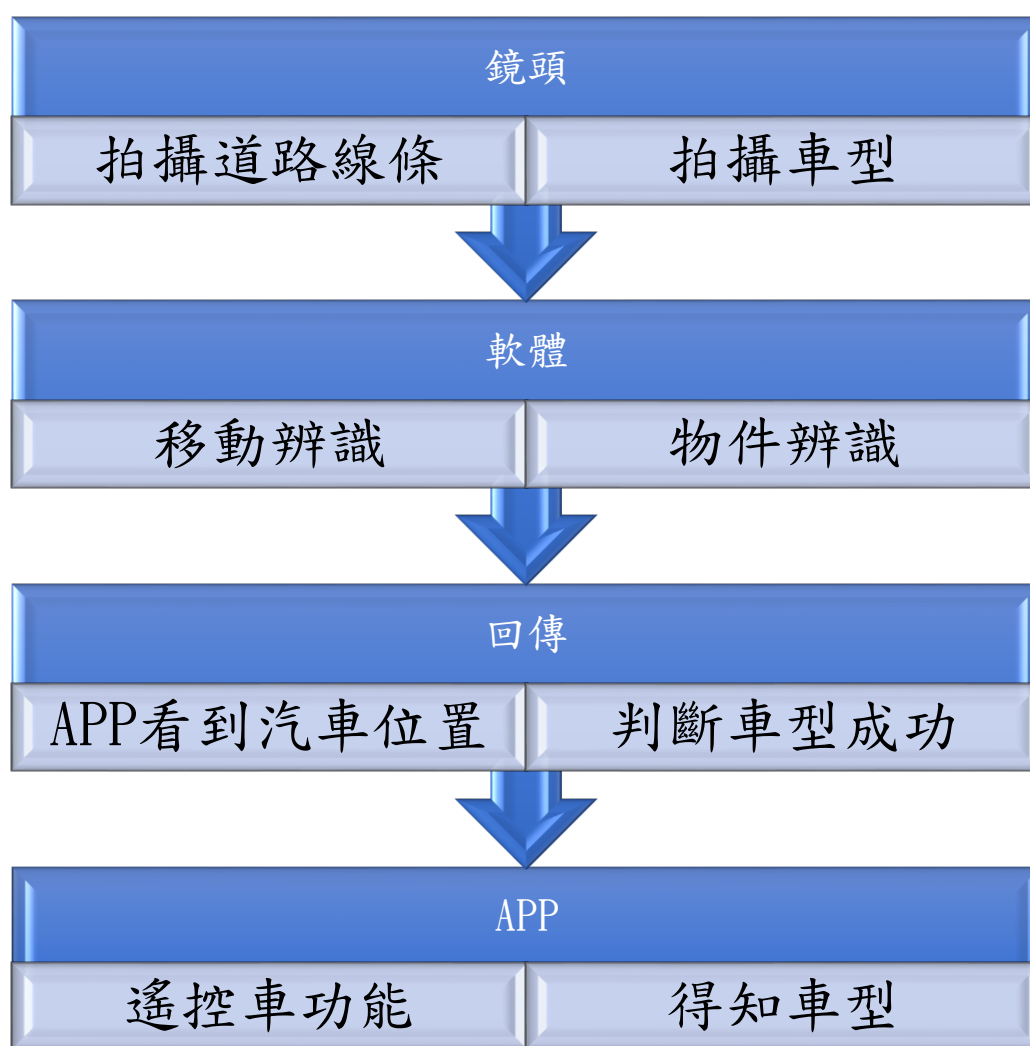 鏡頭
拍攝道路線條 拍攝車型
軟體
移動辨識 物件辨識
回傳
APP看到汽車位置 判斷車型成功
APP
遙控車功能 得知車型